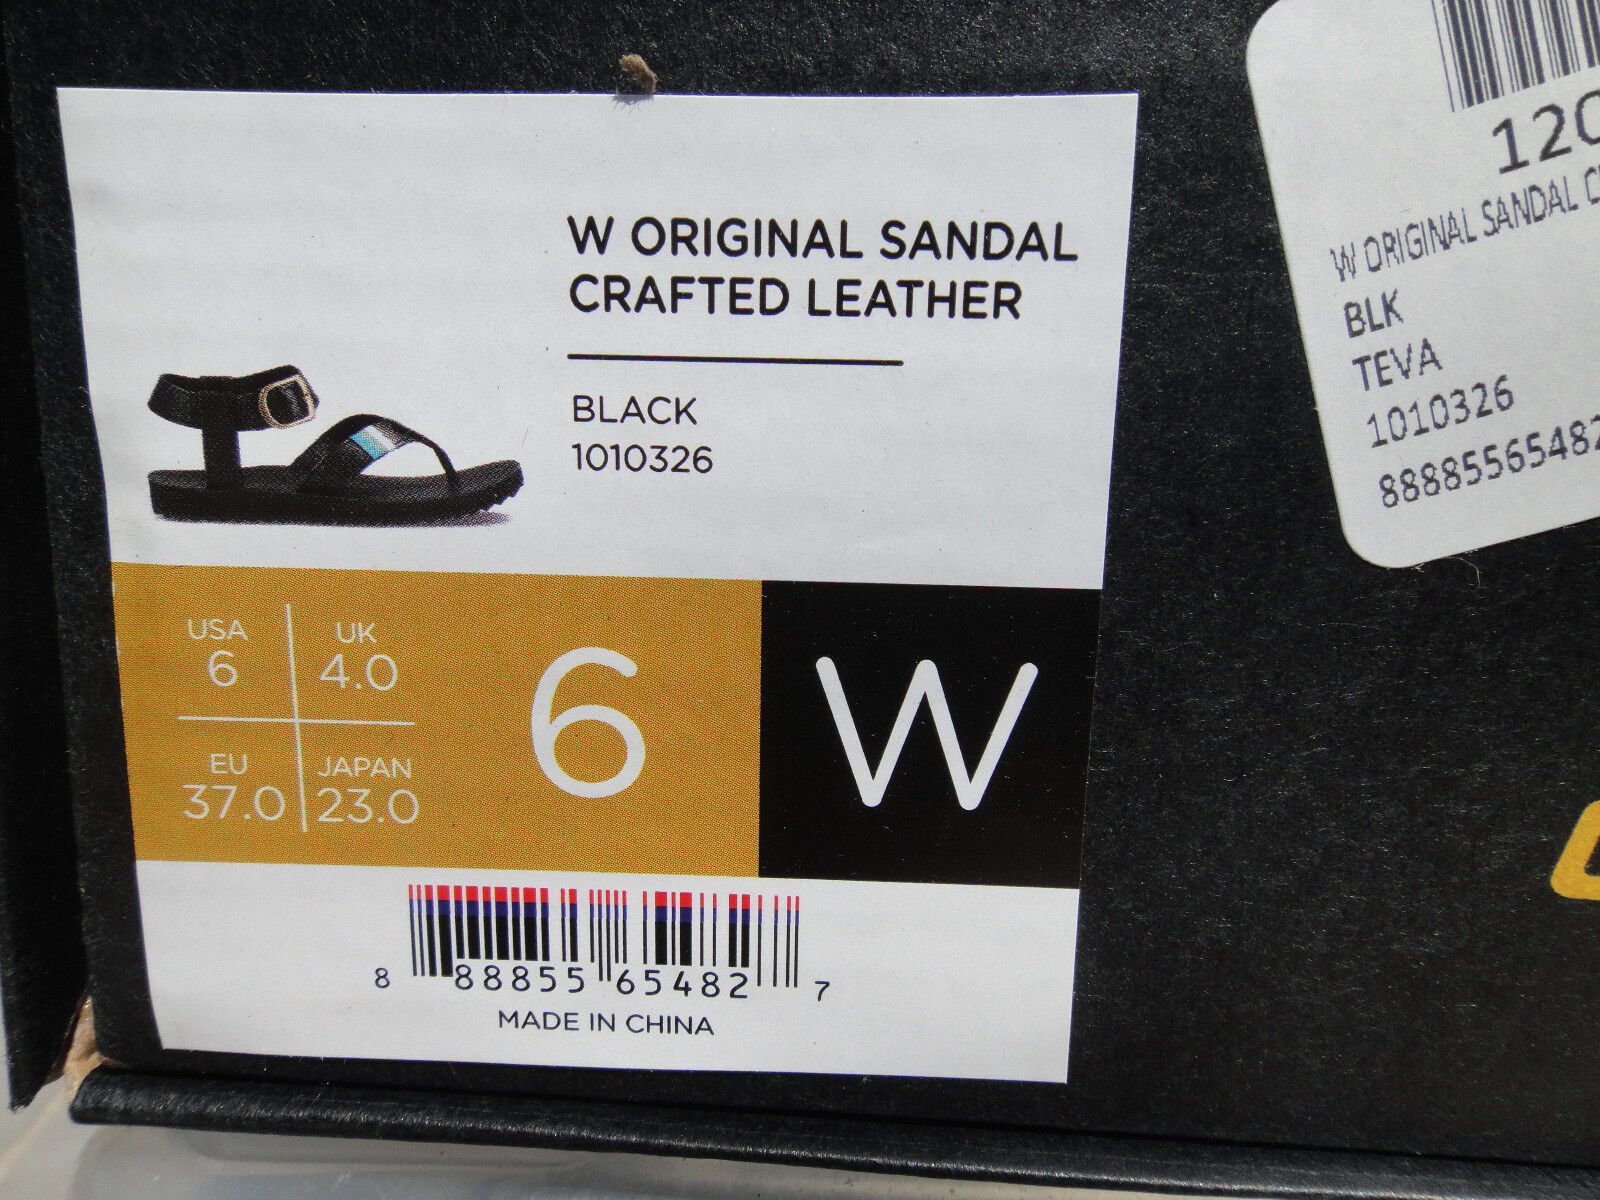 W ORIGINAL SANDAL
CRAFTED LEATHER
BLACK
1010326
USA
6
UK
4.0
EU
37.0
JAPAN
23.0
6
W
8 88855 65482 7
MADE IN CHINA
120
W ORIGINAL SANDAL
BLK
TEVA
1010326
88885565482